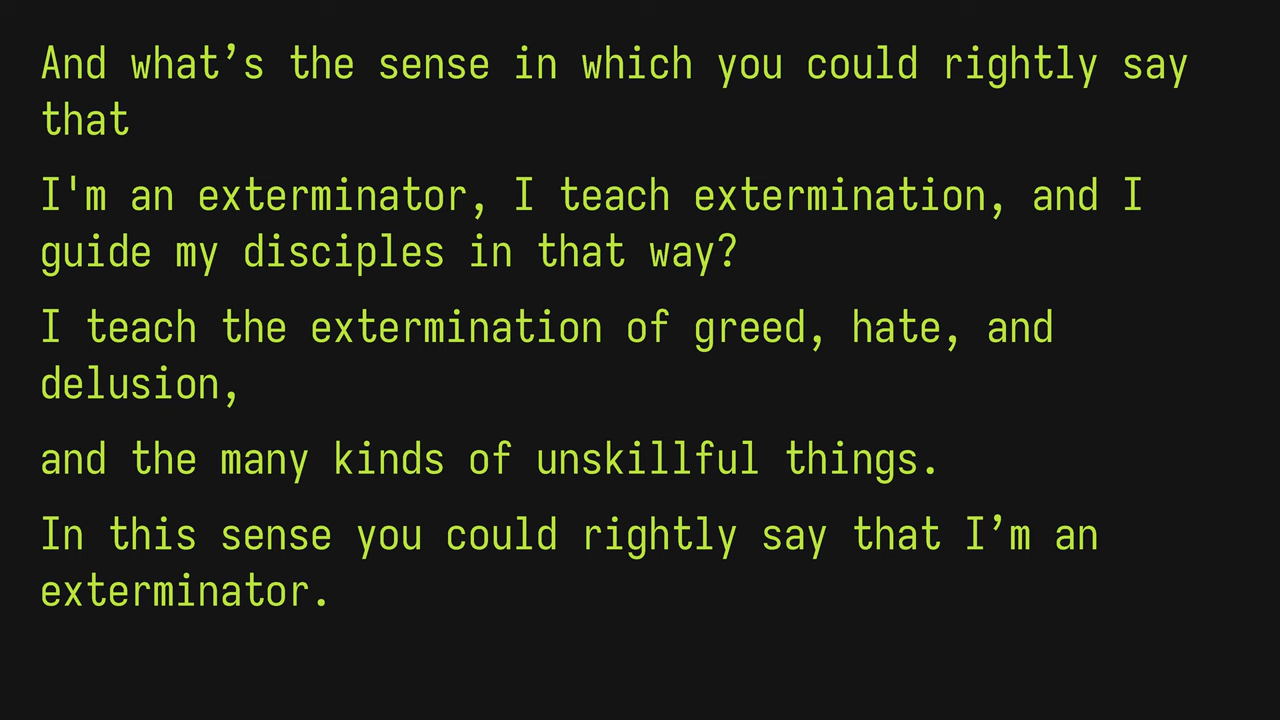 And what’s the sense in which you could rightly say
that
I'm an exterminator, I teach extermination, and I
guide my disciples in that way?
I teach the extermination of greed, hate, and
delusion,
and the many kinds of unskillful things.
In this sense you could rightly say that I’m an
exterminator.